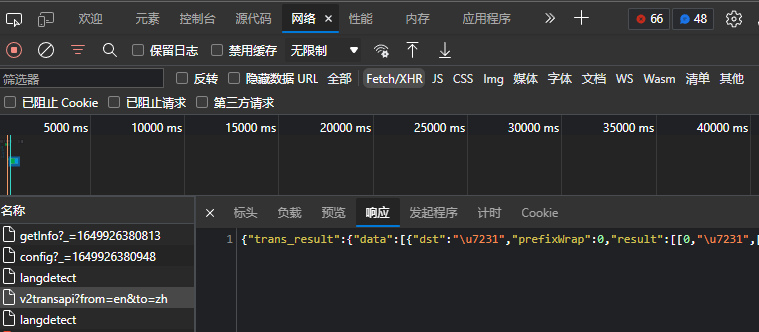 欢迎 元素 控制台 源代码 网络 性能 内存 应用程序 66 48
保留日志 禁用缓存 无限制
筛选器 反转 隐藏数据 URL 全部 Fetch/XHR JS CSS Img 媒体 字体 文档 WS Wasm 清单 其他
已阻止 Cookie 已阻止请求 第三方请求
5000 ms 10000 ms 15000 ms 20000 ms 25000 ms 30000 ms 35000 ms 40000 ms
名称 标头 负载 预览 响应 发起程序 计时 Cookie
getInfo?_=1649926380813
1 {"trans_result":{"data":[{"dst":"\u7231","prefixWrap":0,"result":[[0,"\u7231",[
config?_=1649926380948
langdetect
v2transapi?from=en&to=zh
langdetect